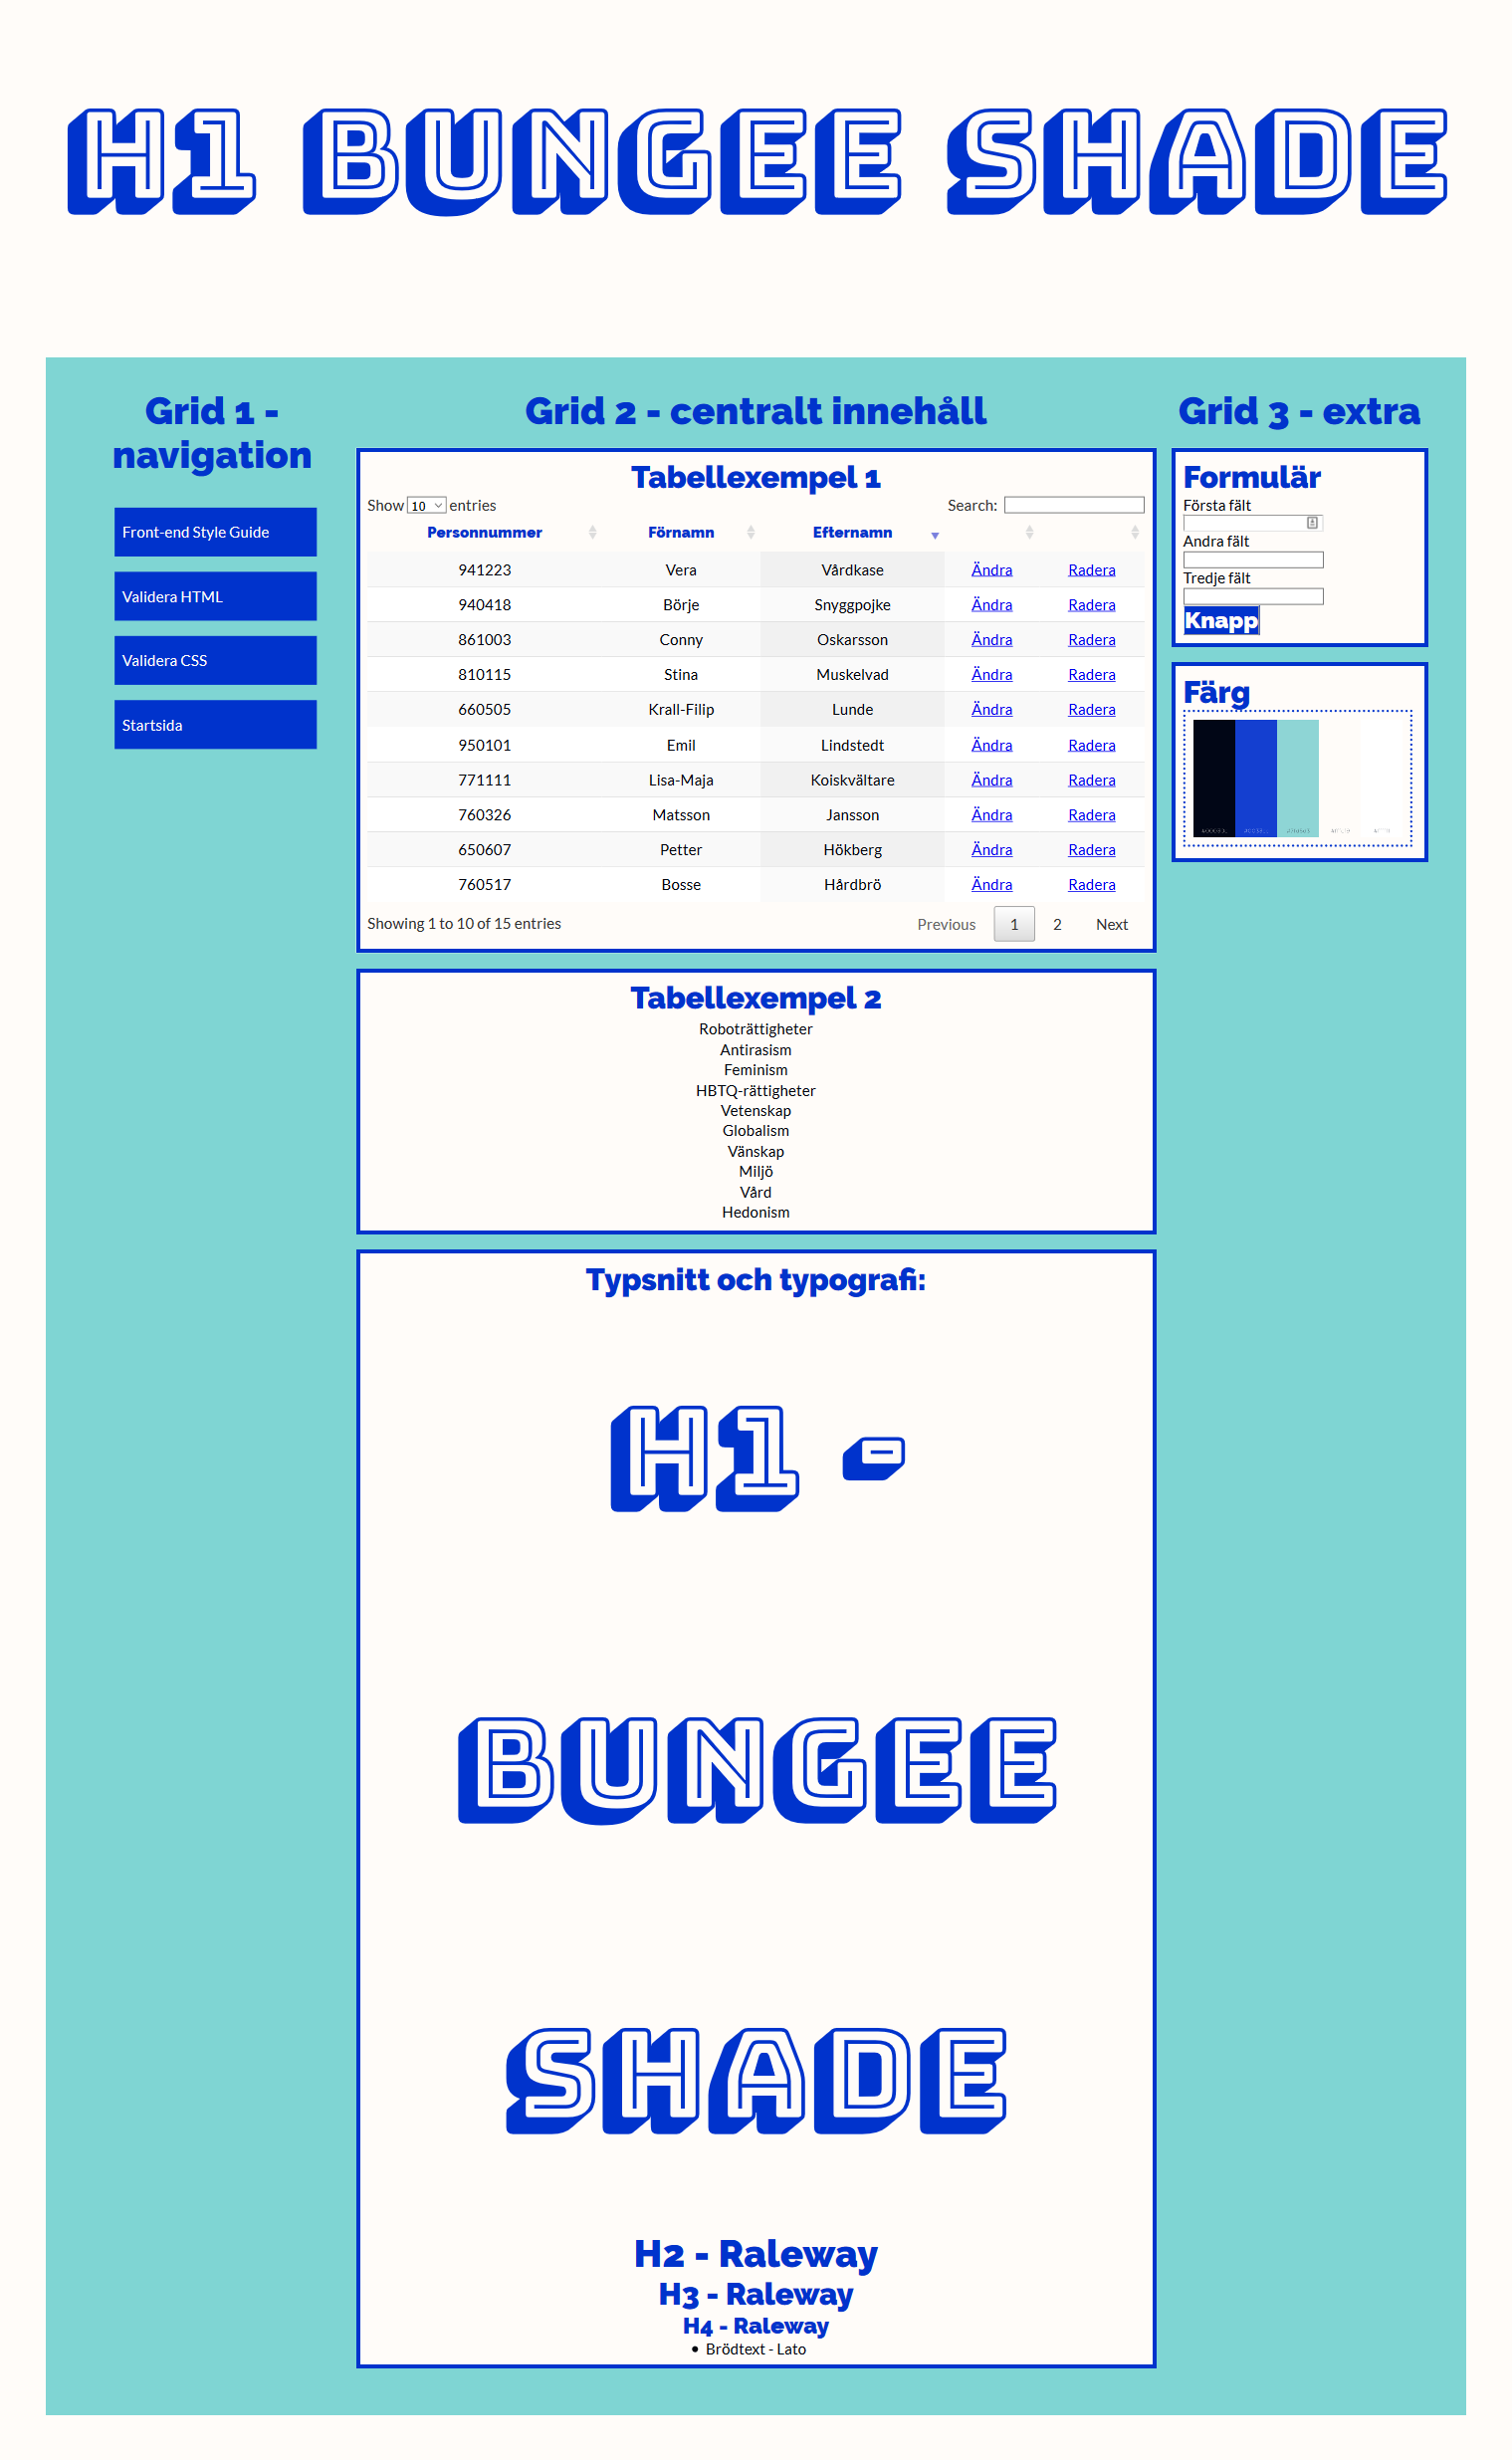 H1 BUNGEE SHADE
Grid 1 -
navigation
Front-end Style Guide
Validera HTML
Validera CSS
Startsida
Grid 2 - centralt innehåll
Tabellexempel 1
Show 10 entries Search:
Personnummer Förnamn Efternamn
941223 Vera Vårdkase Ändra Radera
940418 Börje Snyggpojke Ändra Radera
861003 Conny Oskarsson Ändra Radera
810115 Stina Muskelvad Ändra Radera
660505 Krall-Filip Lunde Ändra Radera
950101 Emil Lindstedt Ändra Radera
771111 Lisa-Maja Koiskvältare Ändra Radera
760326 Matsson Jansson Ändra Radera
650607 Petter Hökberg Ändra Radera
760517 Bosse Hårdbrö Ändra Radera
Showing 1 to 10 of 15 entries Previous 1 2 Next
Tabellexempel 2
Roboträttigheter
Antirasism
Feminism
HBTQ-rättigheter
Vetenskap
Globalism
Vänskap
Miljö
Vård
Hedonism
Typsnitt och typografi:
H1 -
BUNGEE
SHADE
H2 - Raleway
H3 - Raleway
H4 - Raleway
• Brödtext - Lato
Grid 3 - extra
Formulär
Första fält
Andra fält
Tredje fält
Knapp
Färg